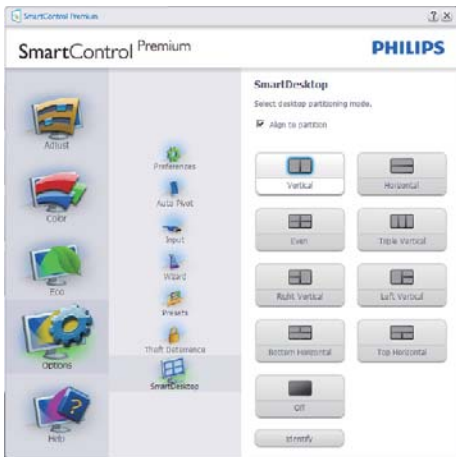 SmartControl Premium
SmartControl Premium
PHILIPS
Adjust
Color
Eco
Options
Help
Preferences
Auto Pivot
Input
Wizard
Presets
Theft Deterrence
SmartDesktop
SmartDesktop
Select desktop partitioning mode.
Align to partition
Vertical
Horizontal
Even
Triple Vertical
Right Vertical
Left Vertical
Bottom Horizontal
Top Horizontal
Off
Identify